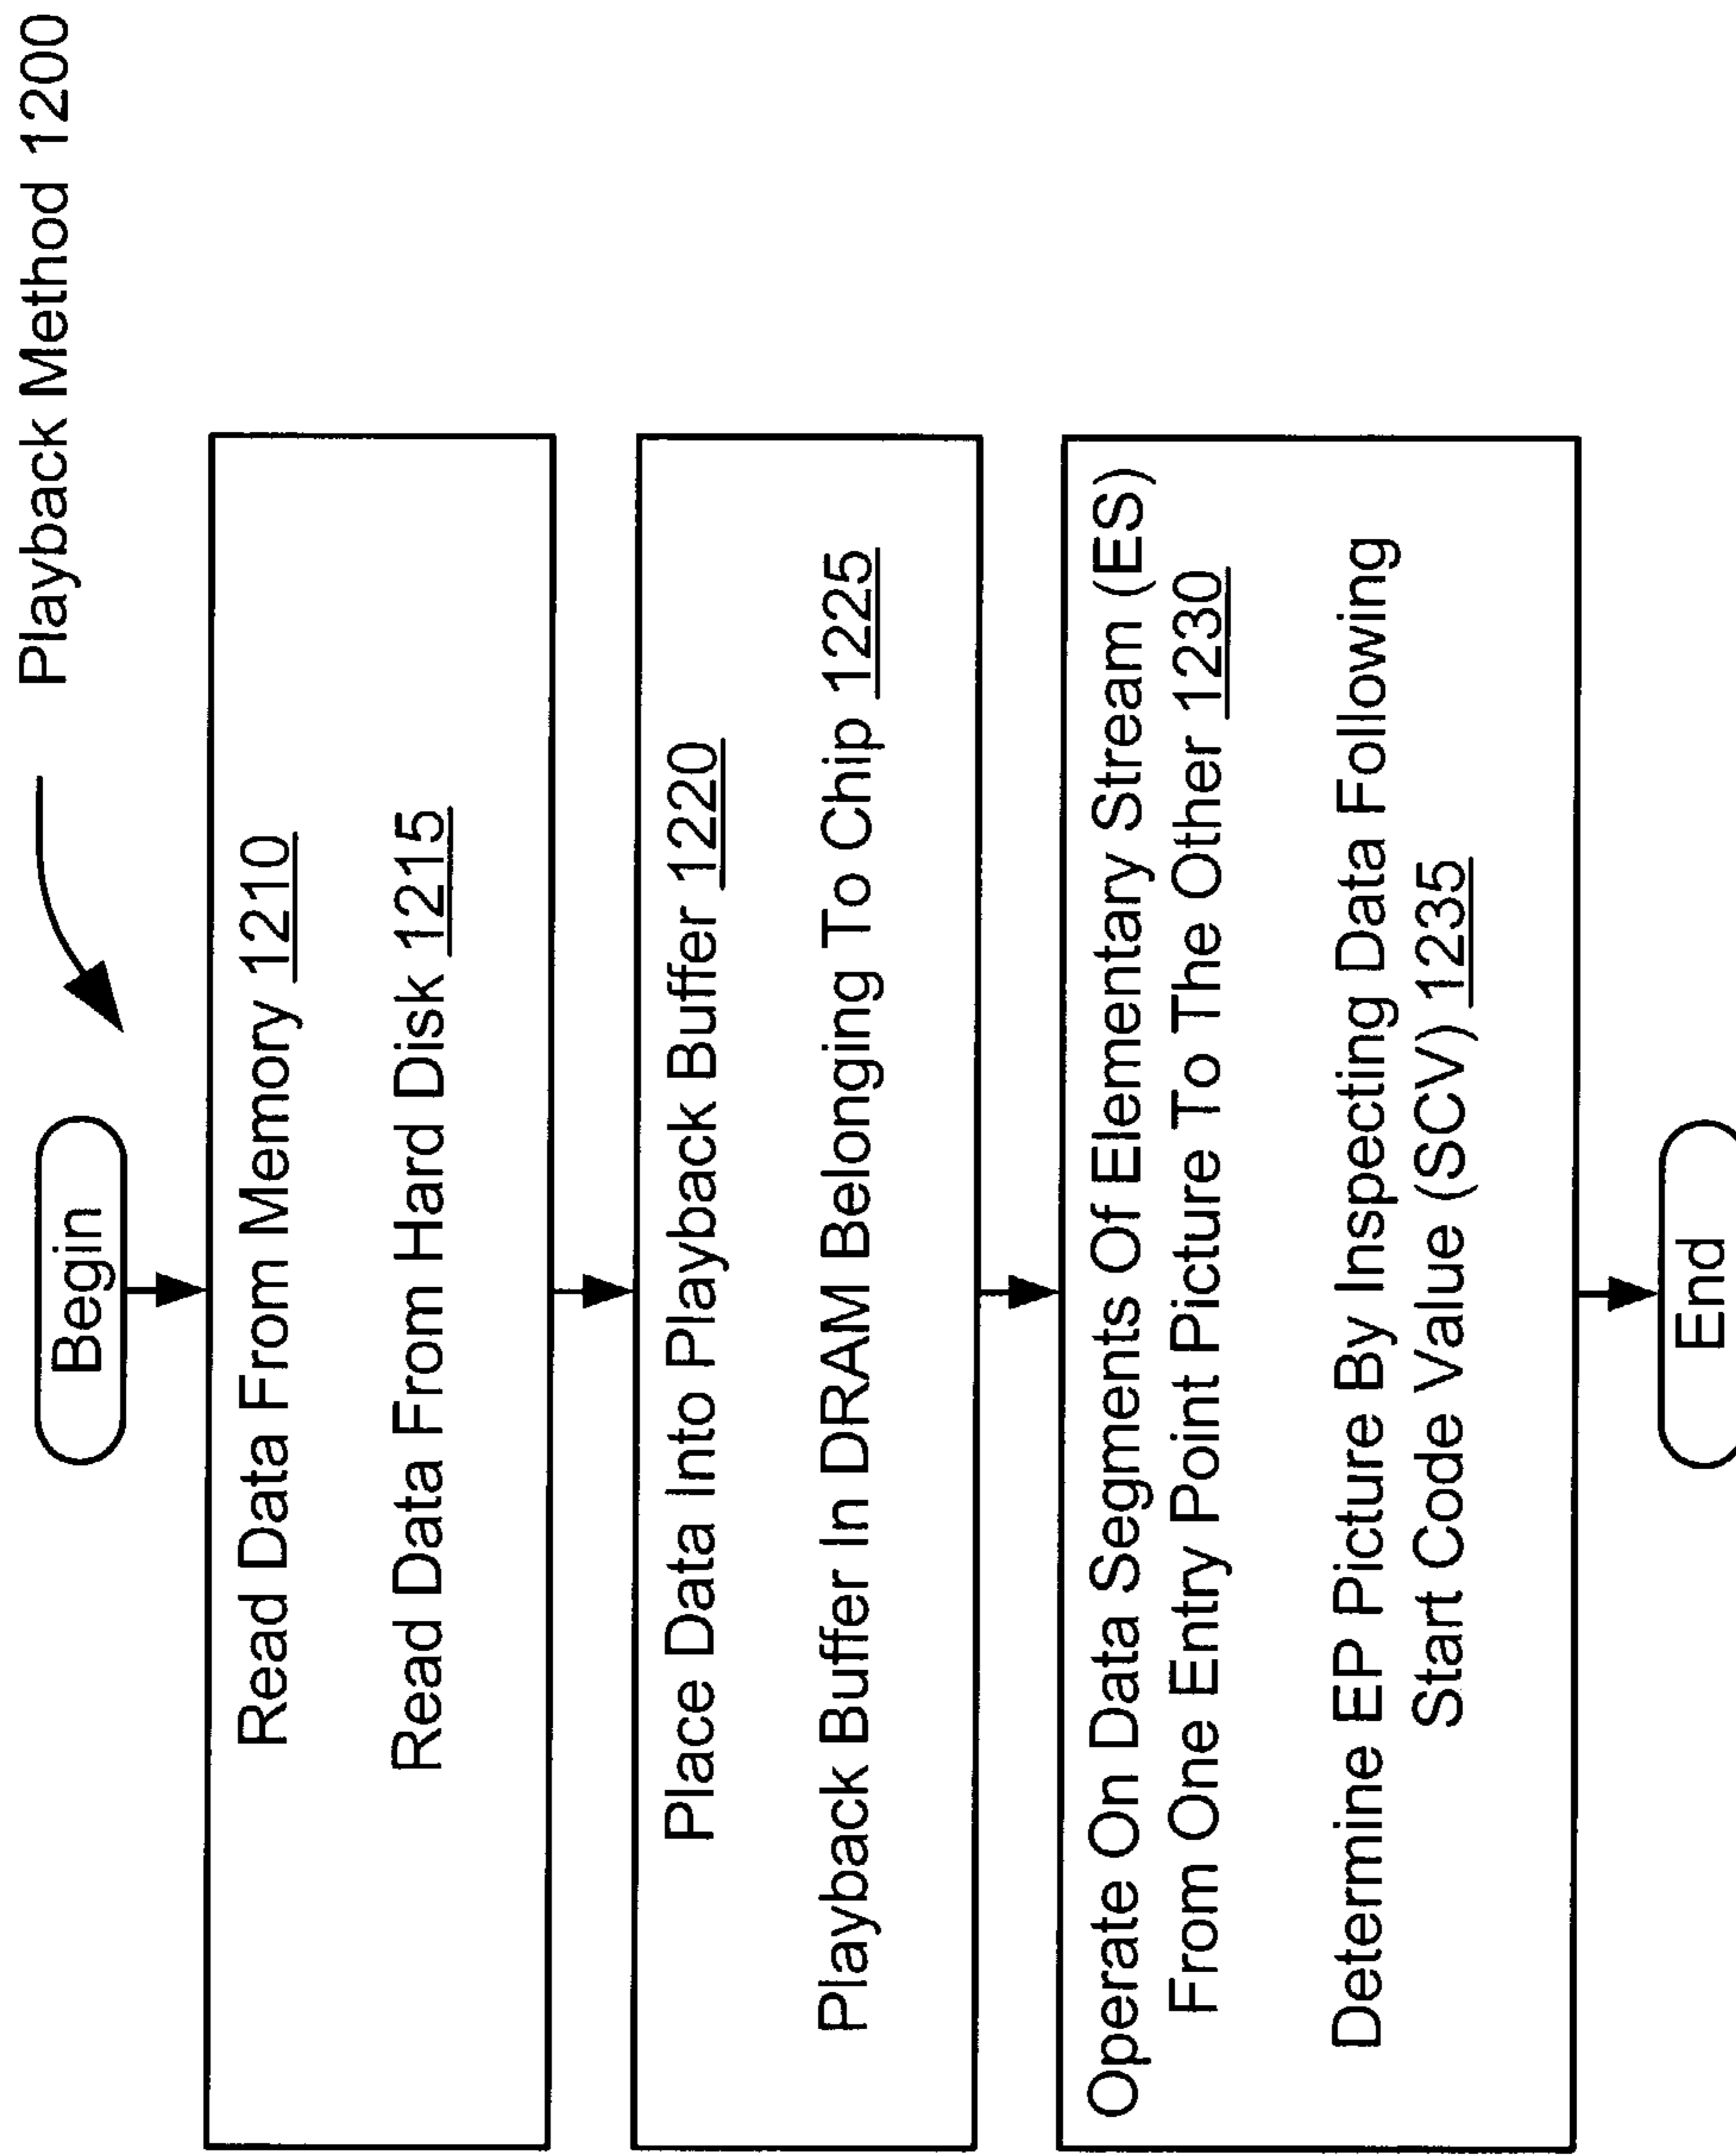 Playback Method 1200
Begin
Read Data From Memory 1210
Read Data From Hard Disk 1215
Place Data Into Playback Buffer 1220
Playback Buffer In DRAM Belonging To Chip 1225
Operate On Data Segments Of Elementary Stream (ES)
From One Entry Point Picture To The Other 1230
Determine EP Picture By Inspecting Data Following
Start Code Value (SCV) 1235
End